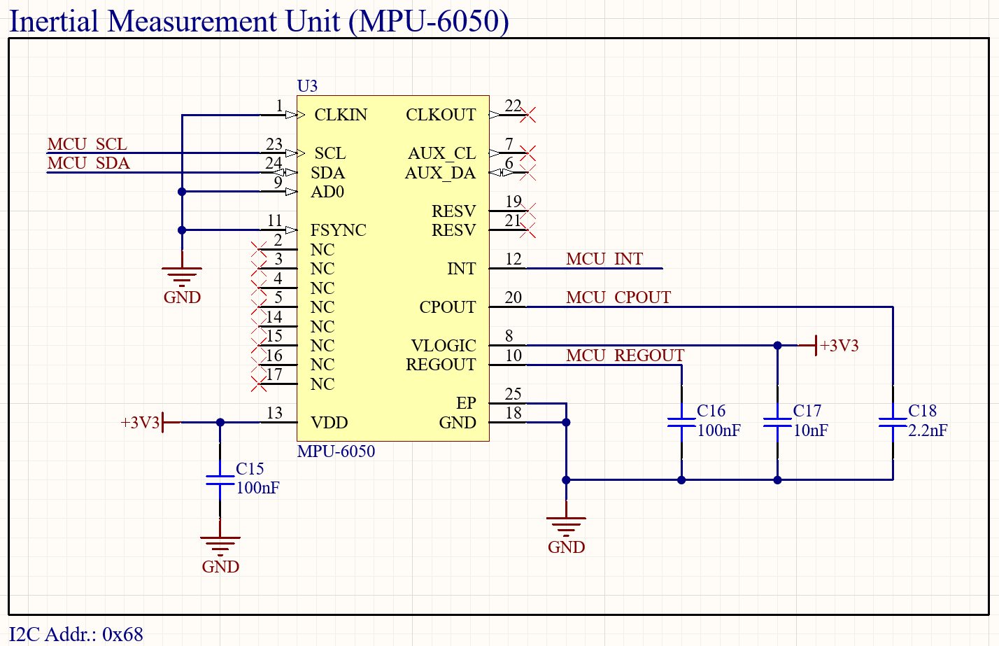 Inertial Measurement Unit (MPU-6050)
U3
1 CLKIN CLKOUT 22
MCU_SCL 23 SCL AUX_CL 7
MCU_SDA 24 SDA AUX_DA 6
9 AD0
RESV 19
11 FSYNC RESV 21
2 NC
3 NC INT 12 MCU_INT
4 NC
5 NC CPOUT 20 MCU_CPOUT
14 NC
15 NC VLOGIC 8 +3V3
16 NC REGOUT 10 MCU_REGOUT
17 NC
EP 25
+3V3 13 VDD GND 18
GND
MPU-6050
C15
100nF
GND
C16
100nF
C17
10nF
C18
2.2nF
GND
I2C Addr.: 0x68